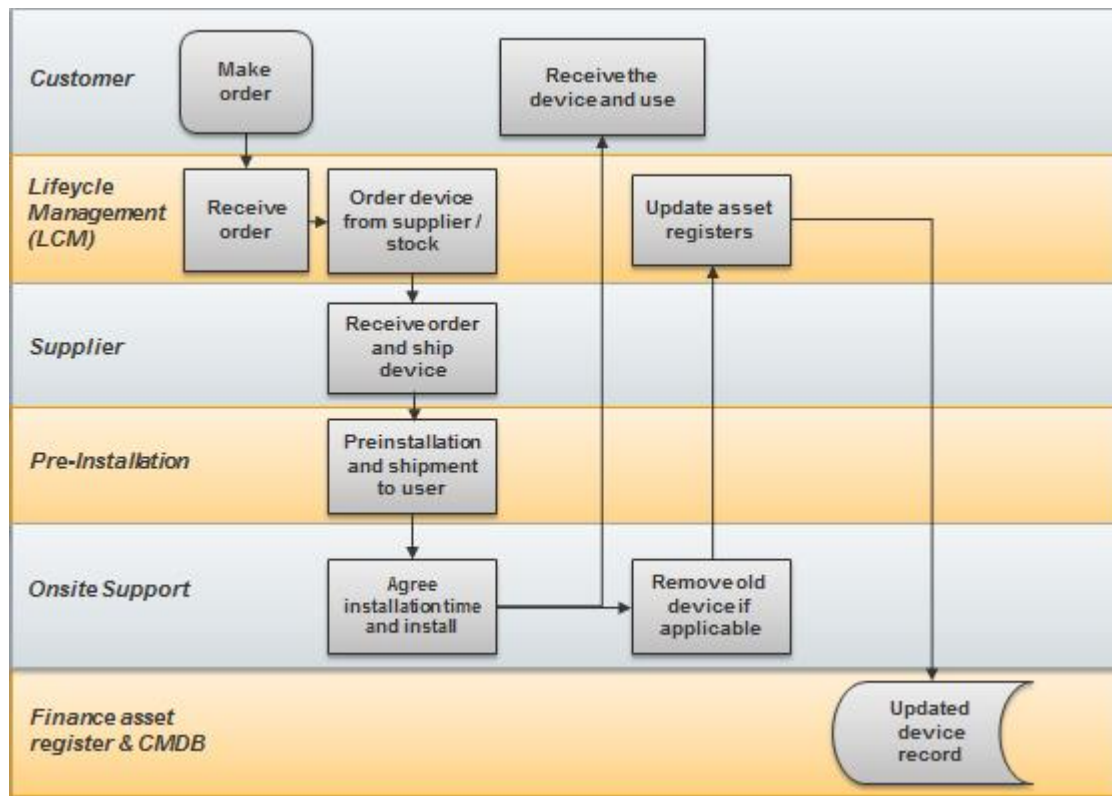 Customer
Make
order
Receive the
device and use
Lifeycle
Management
(LCM)
Receive
order
Order device
from supplier /
stock
Update asset
registers
Supplier
Receive order
and ship
device
Pre-Installation
Preinstallation
and shipment
to user
Onsite Support
Agree
installation time
and install
Remove old
device if
applicable
Finance asset
register & CMDB
Updated
device
record